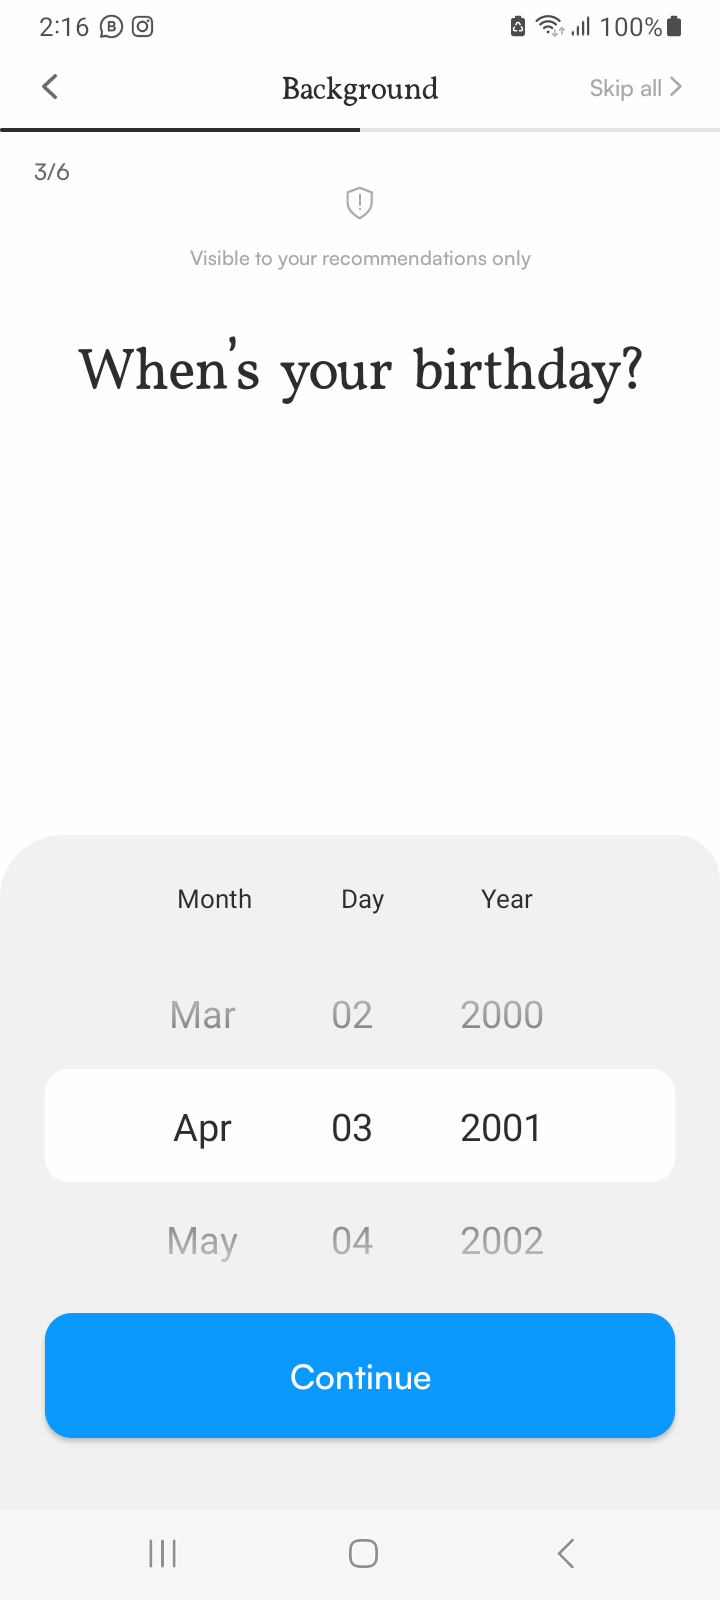 2:16 100%
Background Skip all
3/6
Visible to your recommendations only
When's your birthday?
Month Day Year
Mar 02 2000
Apr 03 2001
May 04 2002
Continue